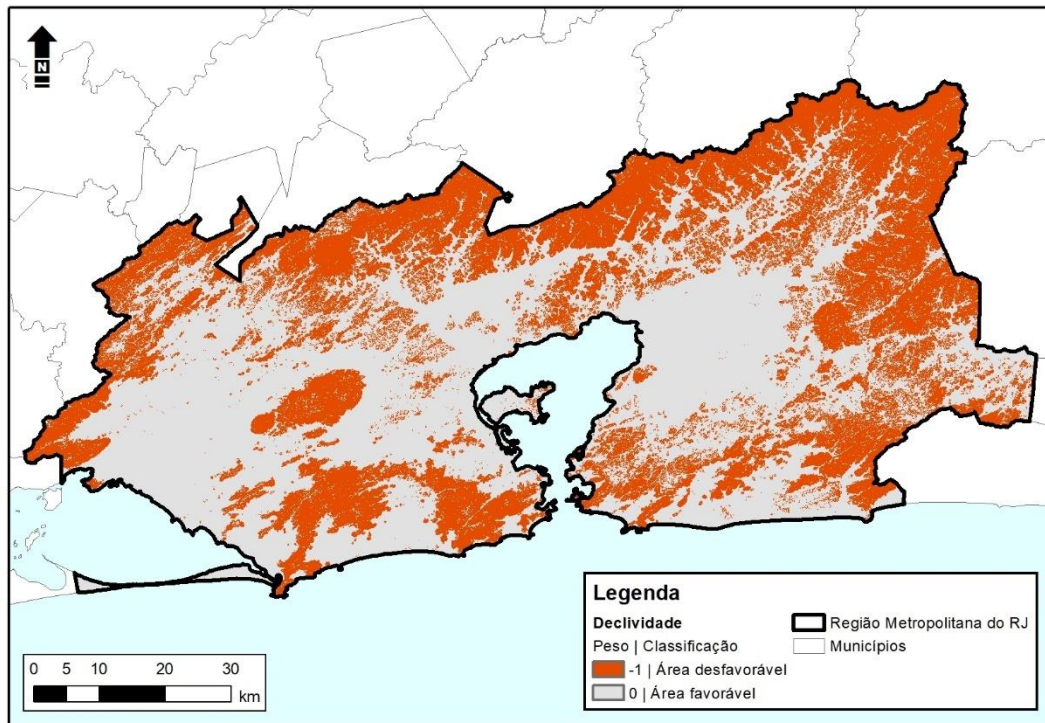 N
Legenda
Declividade
Peso | Classificação
-1 | Área desfavorável
0 | Área favorável
Região Metropolitana do RJ
Municípios
0 5 10 20 30
km